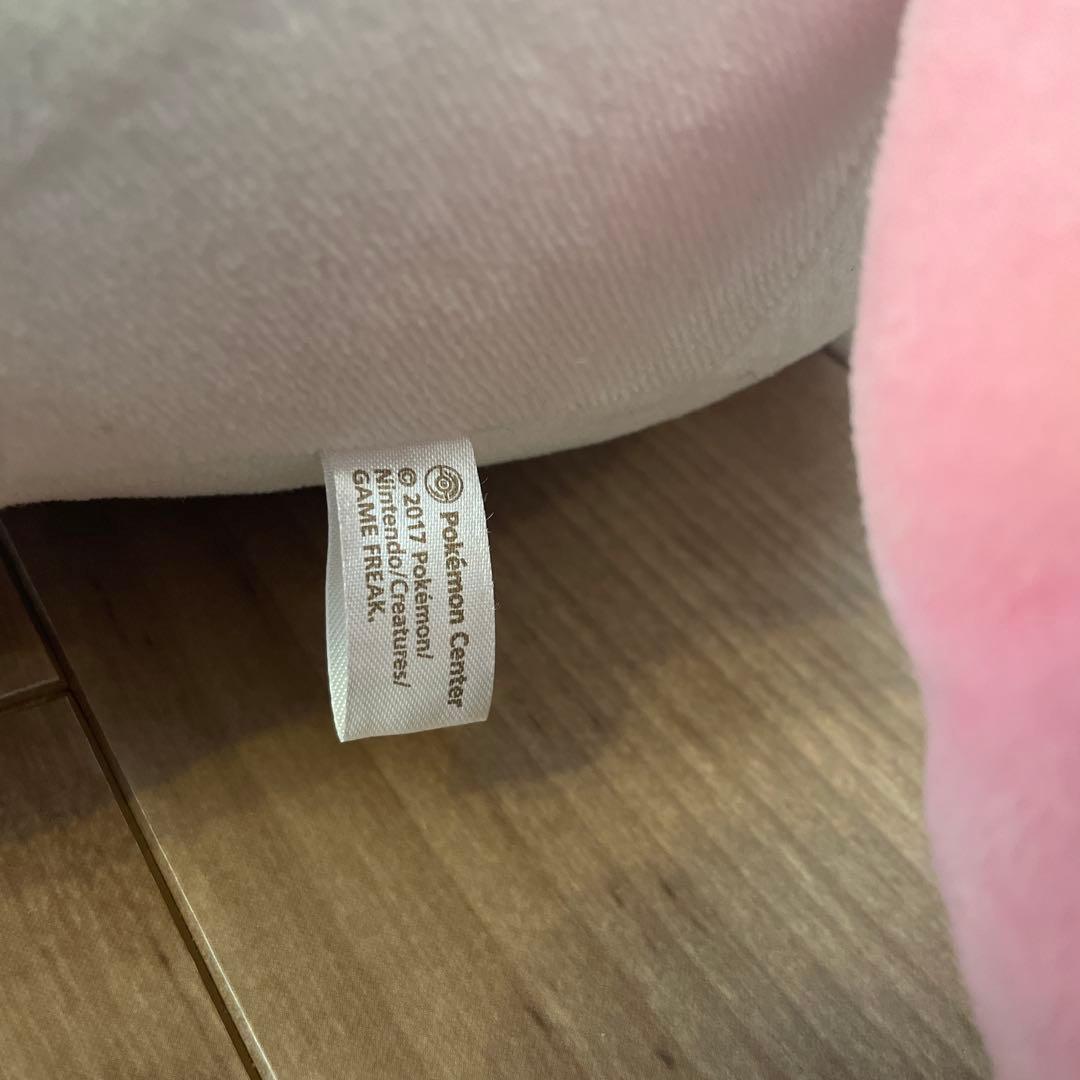 Pokémon Center
© 2017 Pokémon/
Nintendo/Creatures/
GAME FREAK.